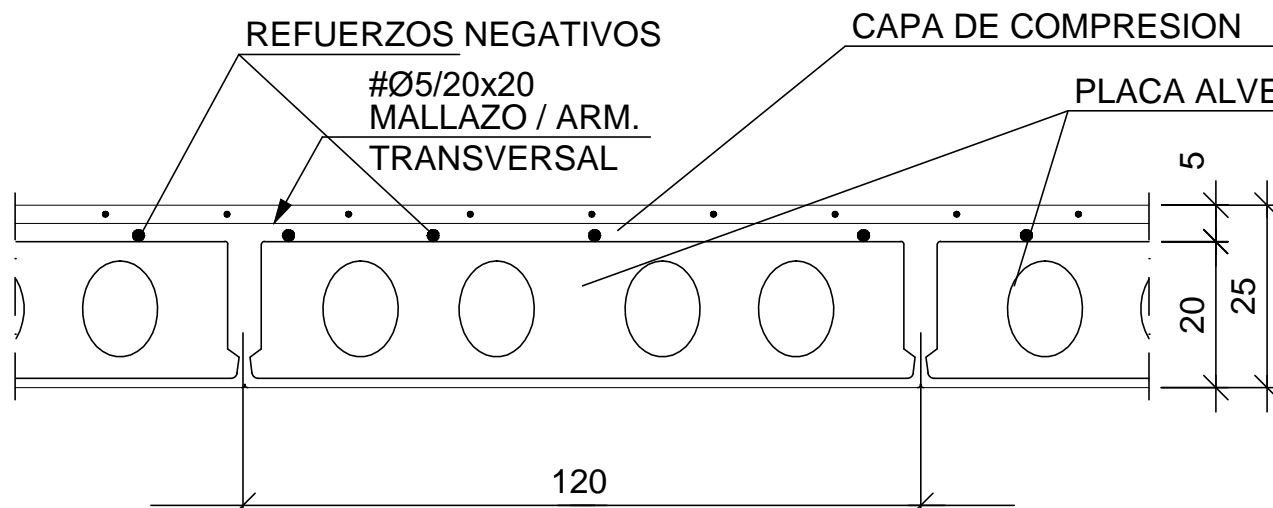 REFUERZOS NEGATIVOS
CAPA DE COMPRESION
#Ø5/20x20
MALLAZO / ARM.
TRANSVERSAL
PLACA ALVE
5
20
25
120